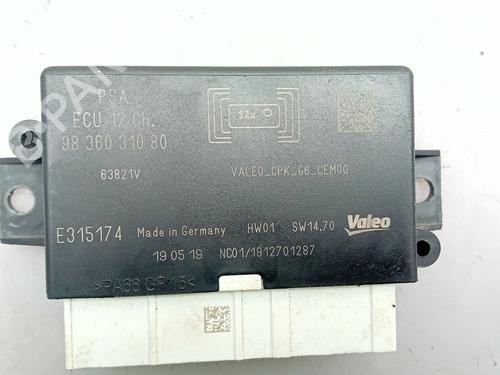 PSA
ECU 12 Ch.
12x
98 360 310 80
63821V
VALEO_CPK_G6_CEM00
E315174 Made in Germany HW01 SW14.70 Valeo
19 05 19 NC01/1912701287
>PA66 GF15<